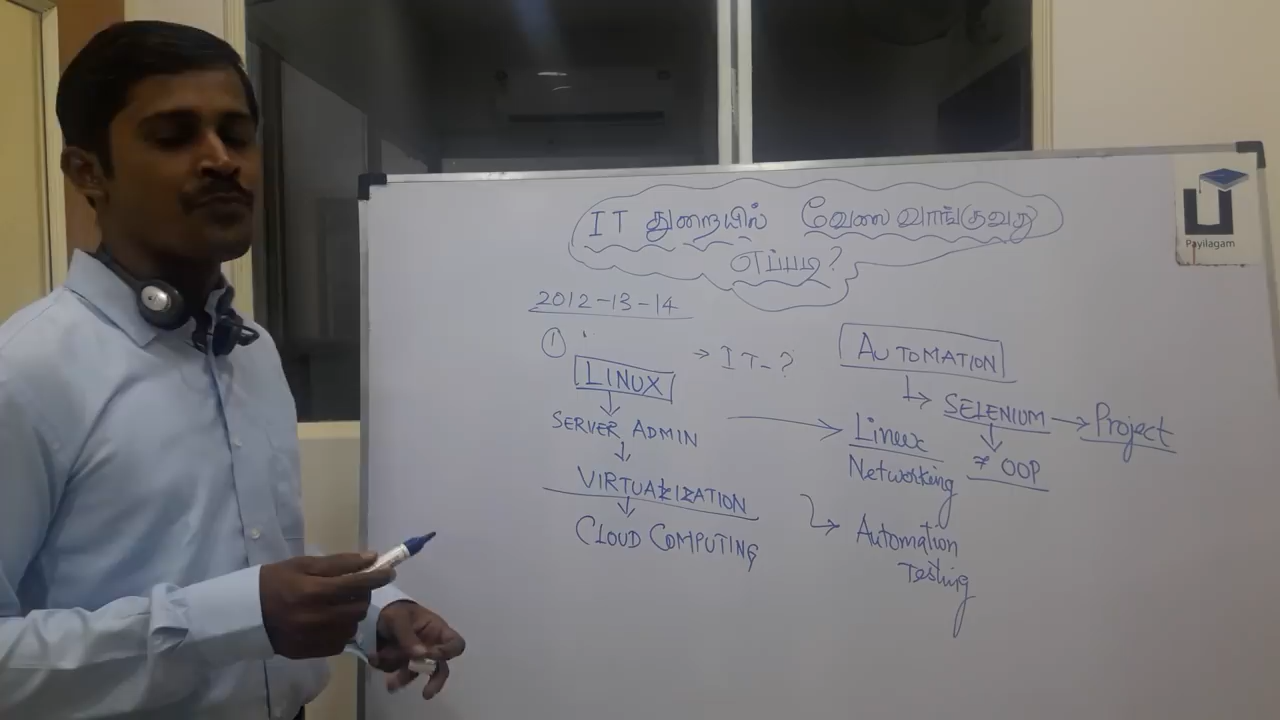 IT துறையில் வேலை வாங்குவது
எப்படி?
2012-13-14
①
LINUX
→ IT-?
SERVER ADMIN
VIRTUALIZATION
CLOUD COMPUTING
AUTOMATION
SELENIUM → Project
OOP
Linux
Networking
Automation
Testing
Payilagam